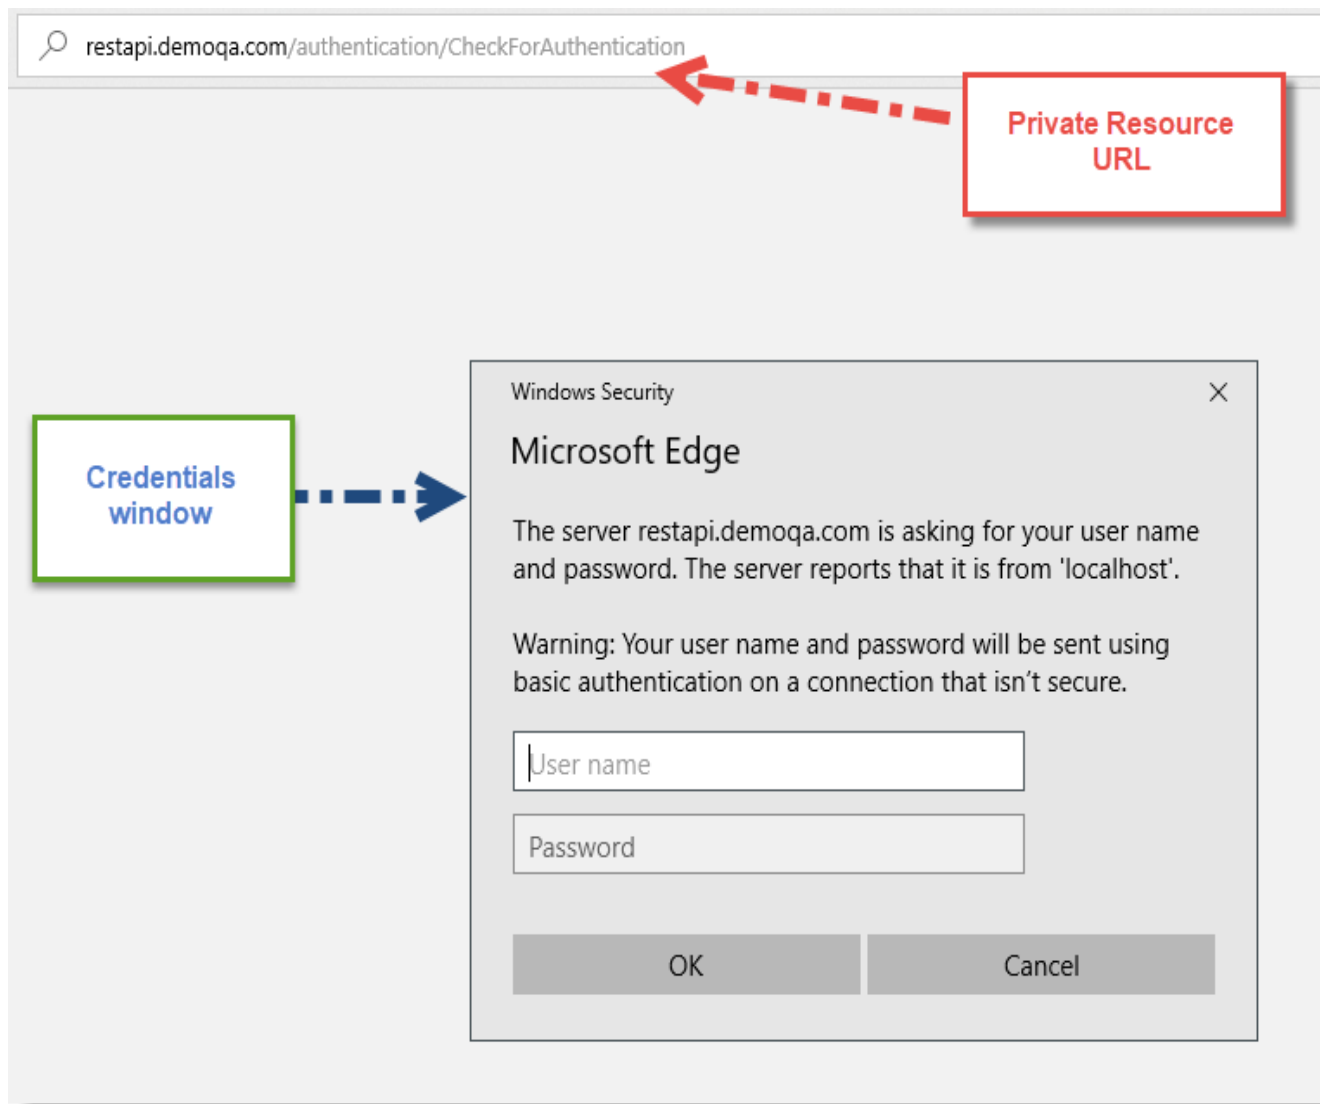 restapi.demoqa.com/authentication/CheckForAuthentication
Private Resource
URL
Windows Security
Microsoft Edge
Credentials
window
The server restapi.demoqa.com is asking for your user name
and password. The server reports that it is from 'localhost'.
Warning: Your user name and password will be sent using
basic authentication on a connection that isn’t secure.
User name
Password
OK
Cancel